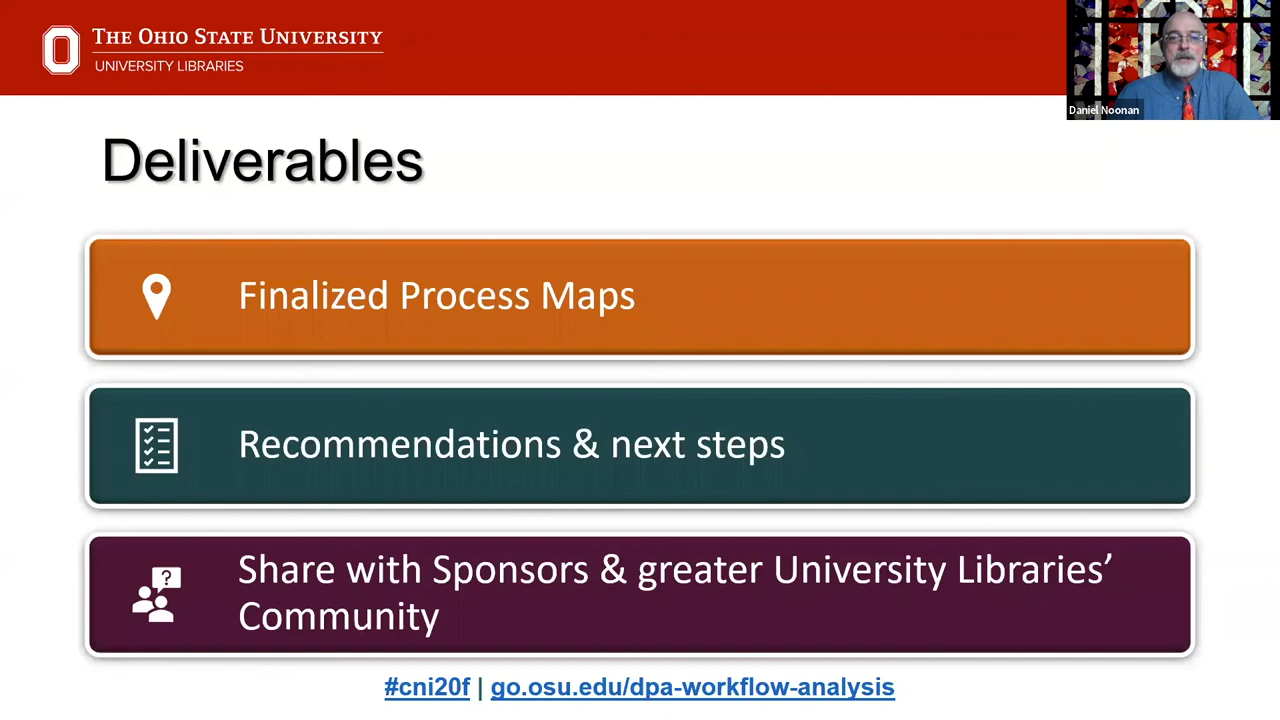 THE OHIO STATE UNIVERSITY
UNIVERSITY LIBRARIES
Daniel Noonan
Deliverables
Finalized Process Maps
Recommendations & next steps
?
Share with Sponsors & greater University Libraries’
Community
#cni20f | go.osu.edu/dpa-workflow-analysis